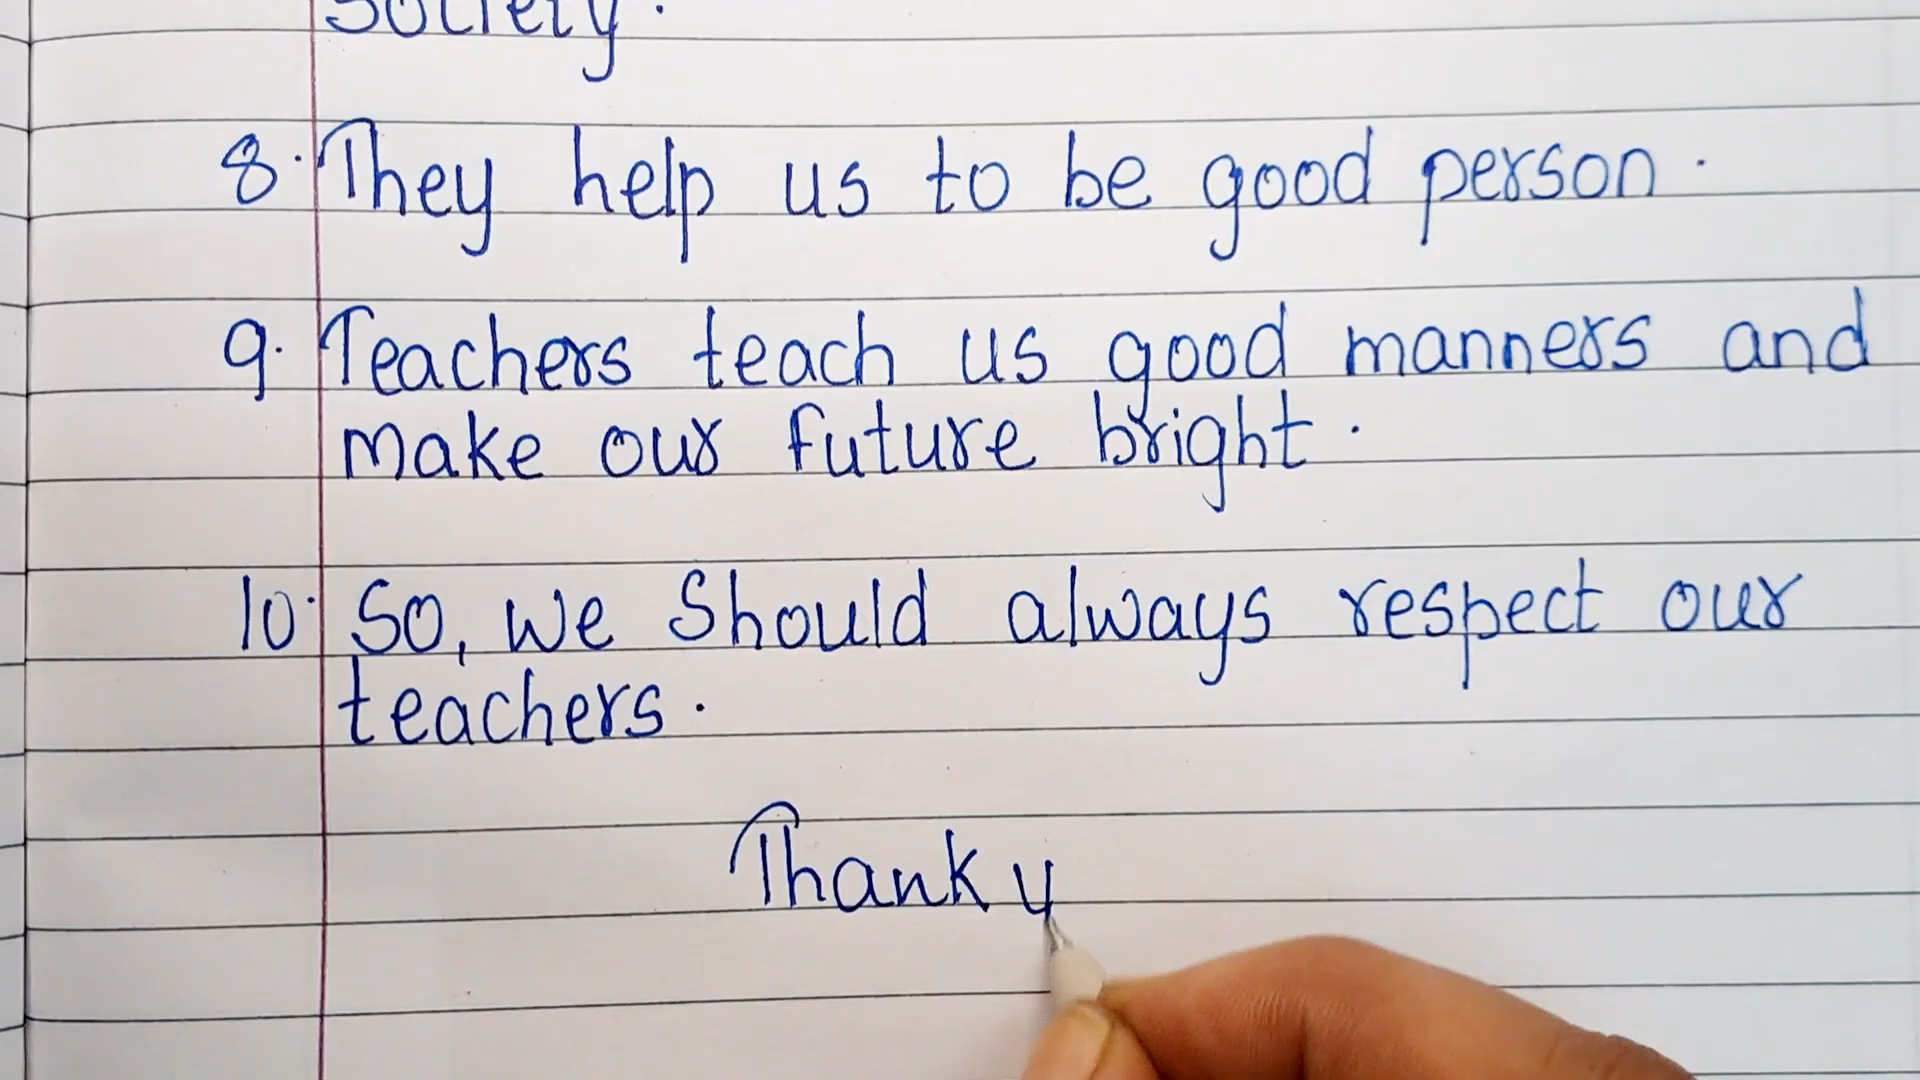 Society.
8. They help us to be good person.
9. Teachers teach us good manners and
make our future bright.
10. So, we Should always respect our
teachers.
Thank y